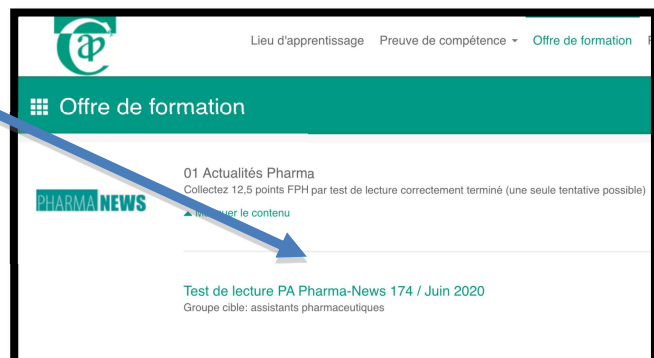 Lieu d'apprentissage Preuve de compétence Offre de formation
Offre de formation
01 Actualités Pharma
Collectez 12,5 points FPH par test de lecture correctement terminé (une seule tentative possible)
PHARMA NEWS
le contenu
Test de lecture PA Pharma-News 174 / Juin 2020
Groupe cible: assistants pharmaceutiques